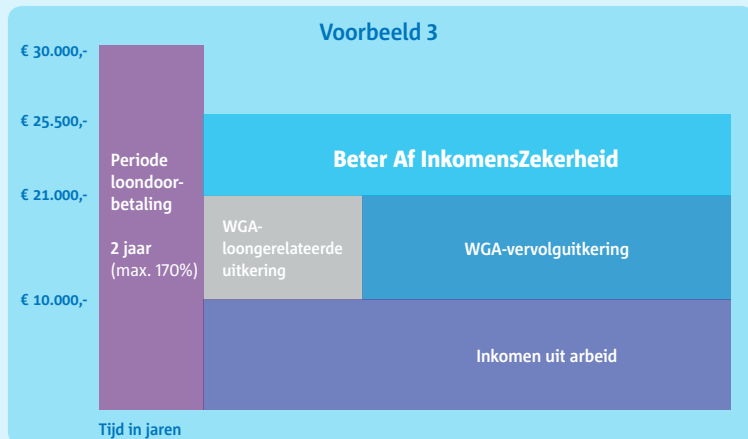 Voorbeeld 3
€ 30.000,-
€ 25.500,-
€ 21.000,-
€ 10.000,-
Periode
loondoor-
betaling
2 jaar
(max. 170%)
Beter Af InkomensZekerheid
WGA-
loongerelateerde
uitkering
WGA-vervolguitkering
Inkomen uit arbeid
Tijd in jaren